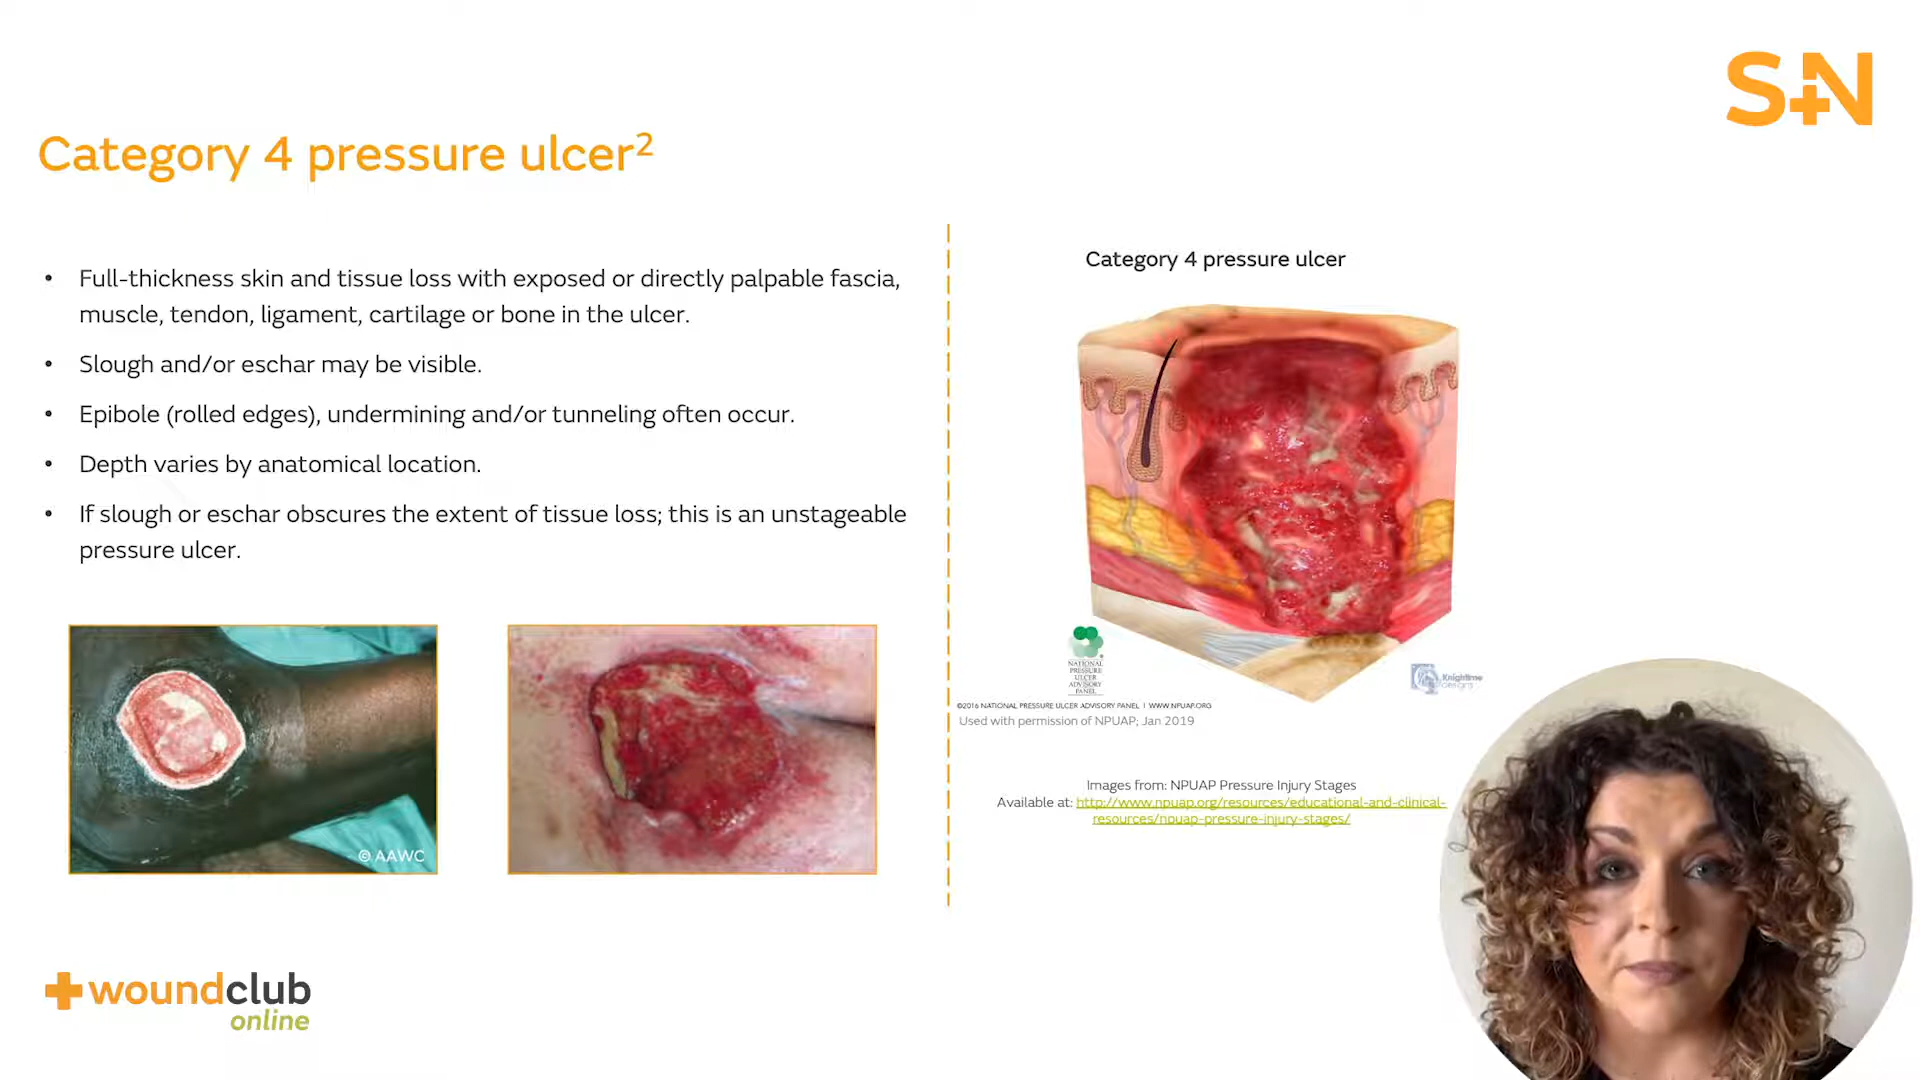 S+N
Category 4 pressure ulcer²
• Full-thickness skin and tissue loss with exposed or directly palpable fascia,
muscle, tendon, ligament, cartilage or bone in the ulcer.
• Slough and/or eschar may be visible.
• Epibole (rolled edges), undermining and/or tunneling often occur.
• Depth varies by anatomical location.
• If slough or eschar obscures the extent of tissue loss; this is an unstageable
pressure ulcer.
© AAWC
Category 4 pressure ulcer
NATIONAL
PRESSURE
ULCER
ADVISORY
PANEL
Knightime
DESIGNS
©2016 NATIONAL PRESSURE ULCER ADVISORY PANEL | WWW.NPUAP.ORG
Used with permission of NPUAP; Jan 2019
Images from: NPUAP Pressure Injury Stages
Available at: http://www.npuap.org/resources/educational-and-clinical-
resources/npuap-pressure-injury-stages/
woundclub
online